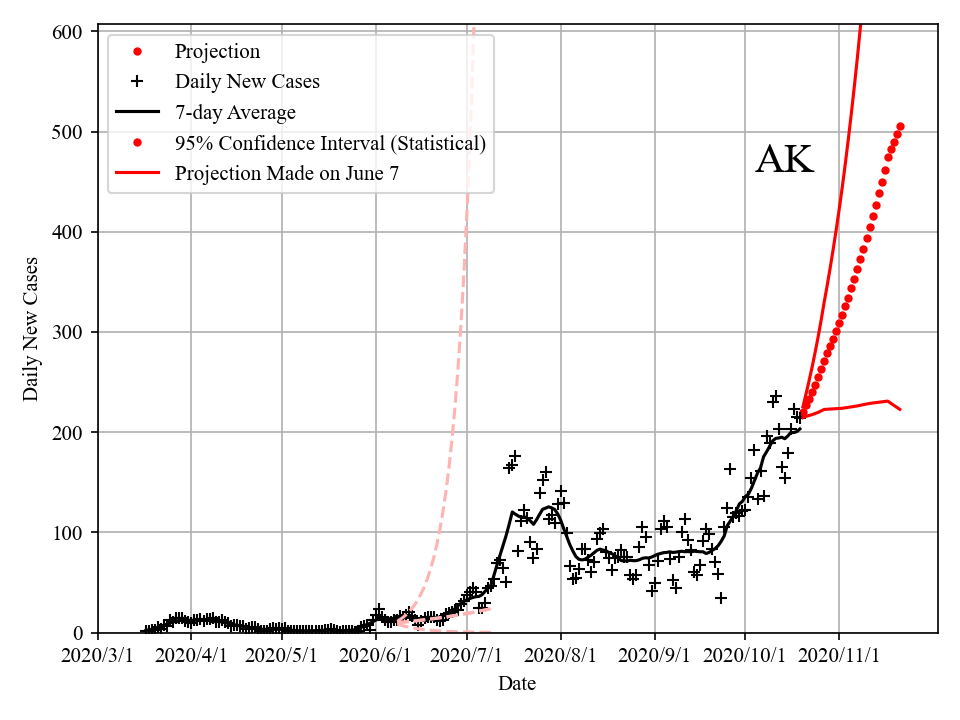 600
500
400
300
200
100
0
Daily New Cases
Projection
Daily New Cases
7-day Average
95% Confidence Interval (Statistical)
Projection Made on June 7
AK
2020/3/1 2020/4/1 2020/5/1 2020/6/1 2020/7/1 2020/8/1 2020/9/1 2020/10/1 2020/11/1
Date